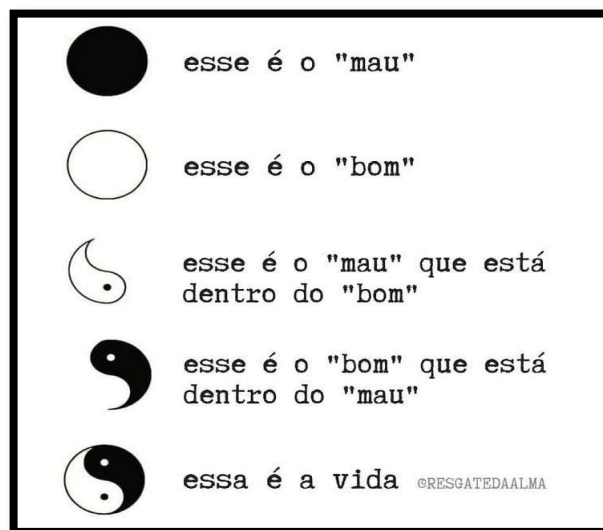 esse é o "mau"
esse é o "bom"
esse é o "mau" que está
dentro do "bom"
esse é o "bom" que está
dentro do "mau"
essa é a vida @RESGATEDAALMA